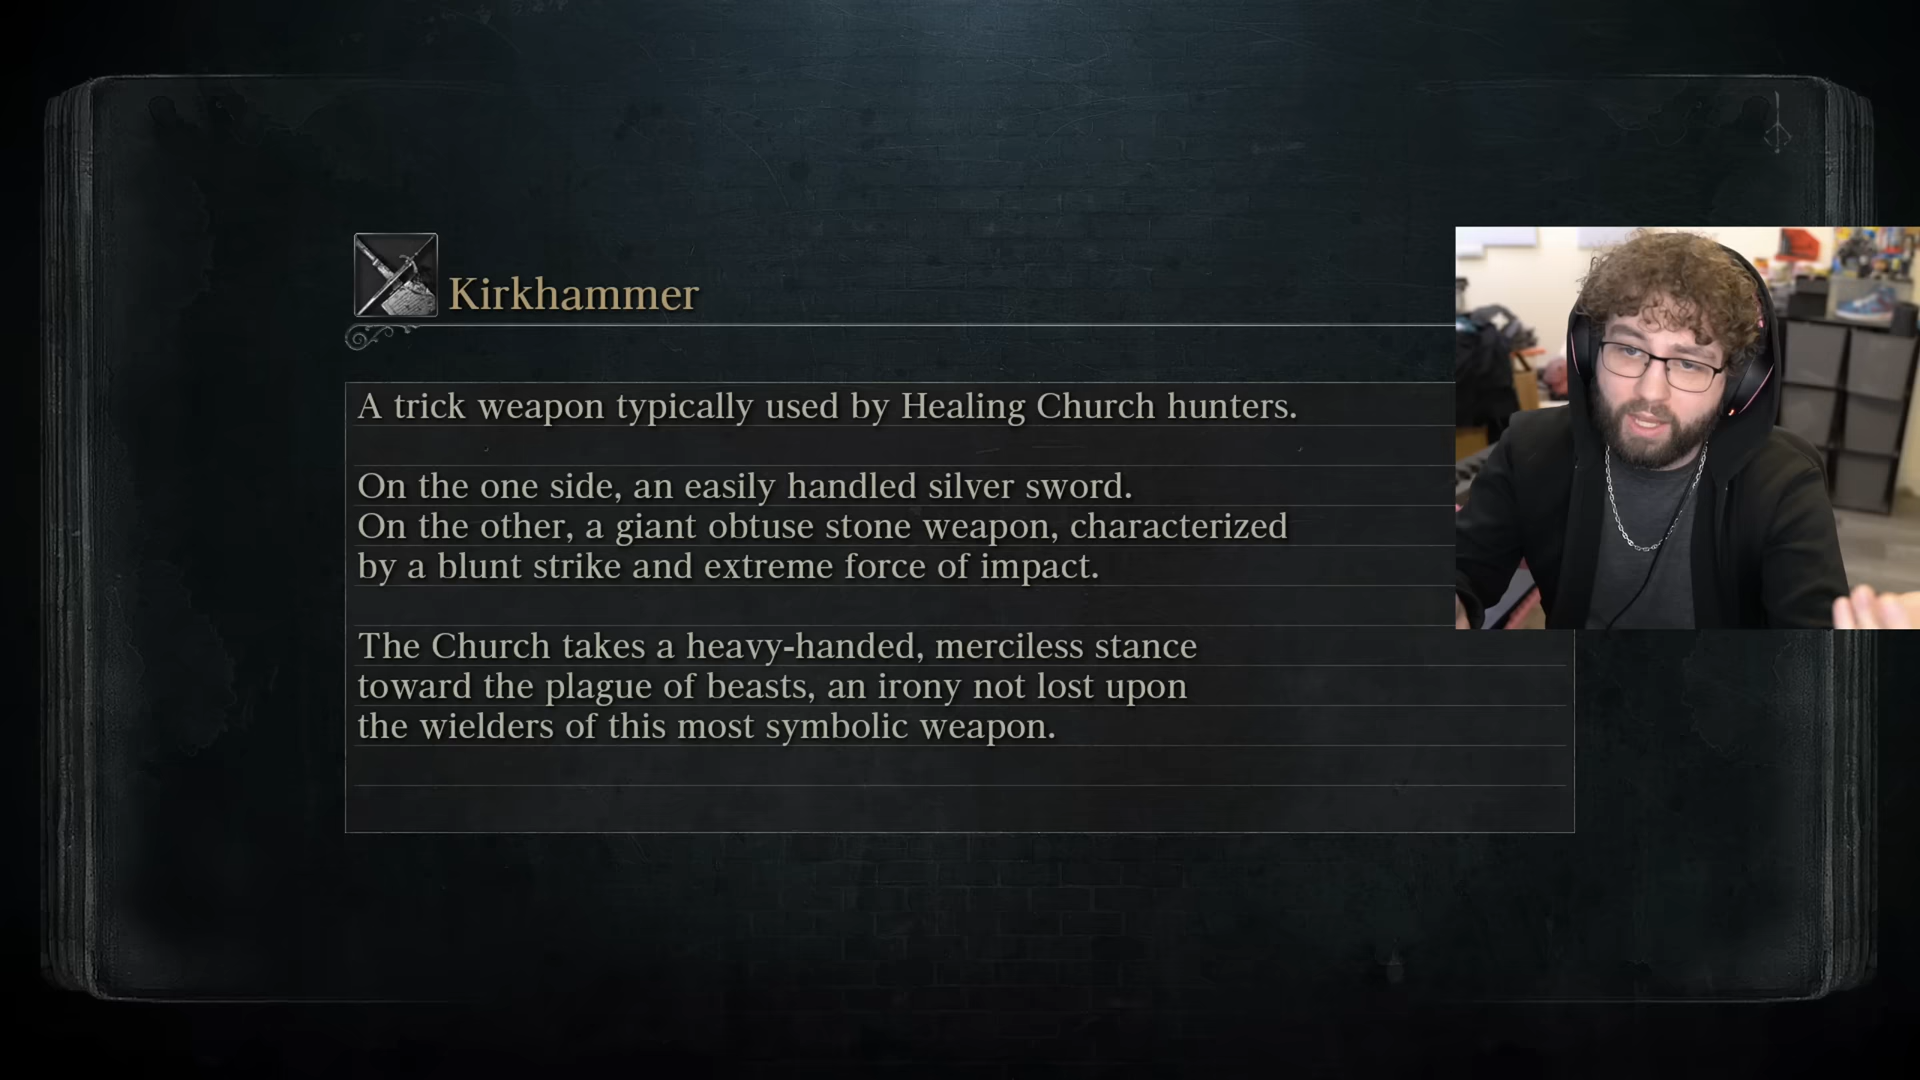 Kirkhammer
A trick weapon typically used by Healing Church hunters.
On the one side, an easily handled silver sword.
On the other, a giant obtuse stone weapon, characterized
by a blunt strike and extreme force of impact.
The Church takes a heavy-handed, merciless stance
toward the plague of beasts, an irony not lost upon
the wielders of this most symbolic weapon.